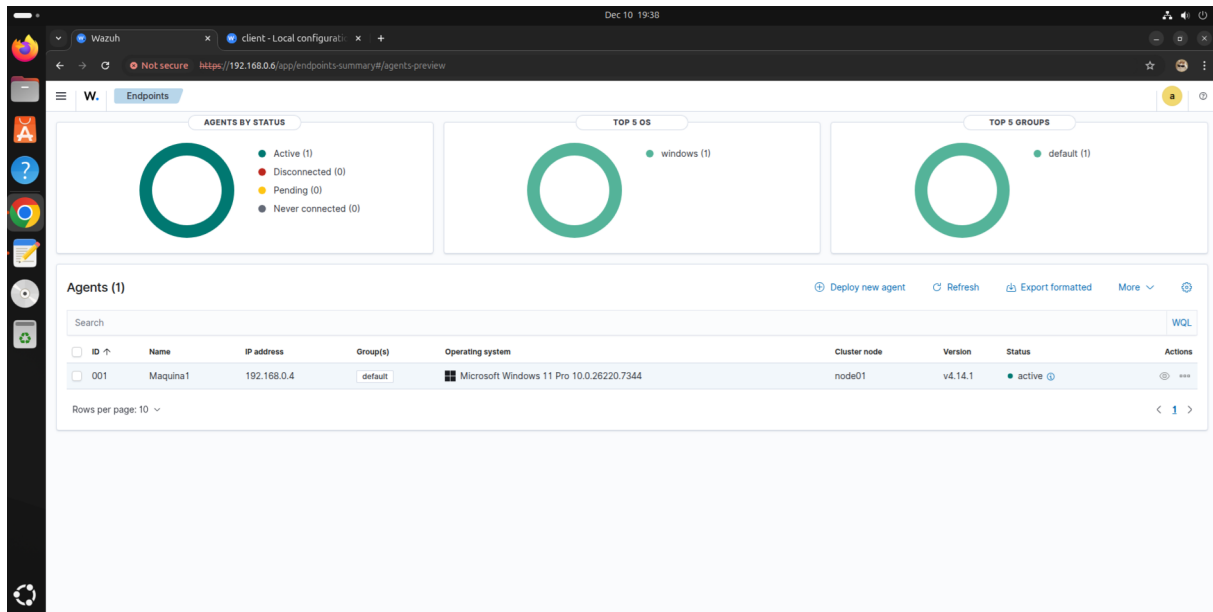 Dec 10 19:38
Wazuh
client - Local configuratio
Not secure https://192.168.0.6/app/endpoints-summary#/agents-preview
W. Endpoints a
AGENTS BY STATUS
Active (1)
Disconnected (0)
Pending (0)
Never connected (0)
TOP 5 OS
windows (1)
TOP 5 GROUPS
default (1)
Agents (1) Deploy new agent Refresh Export formatted More
Search WQL
ID Name IP address Group(s) Operating system Cluster node Version Status Actions
001 Maquina1 192.168.0.4 default Microsoft Windows 11 Pro 10.0.26220.7344 node01 v4.14.1 active
Rows per page: 10 1